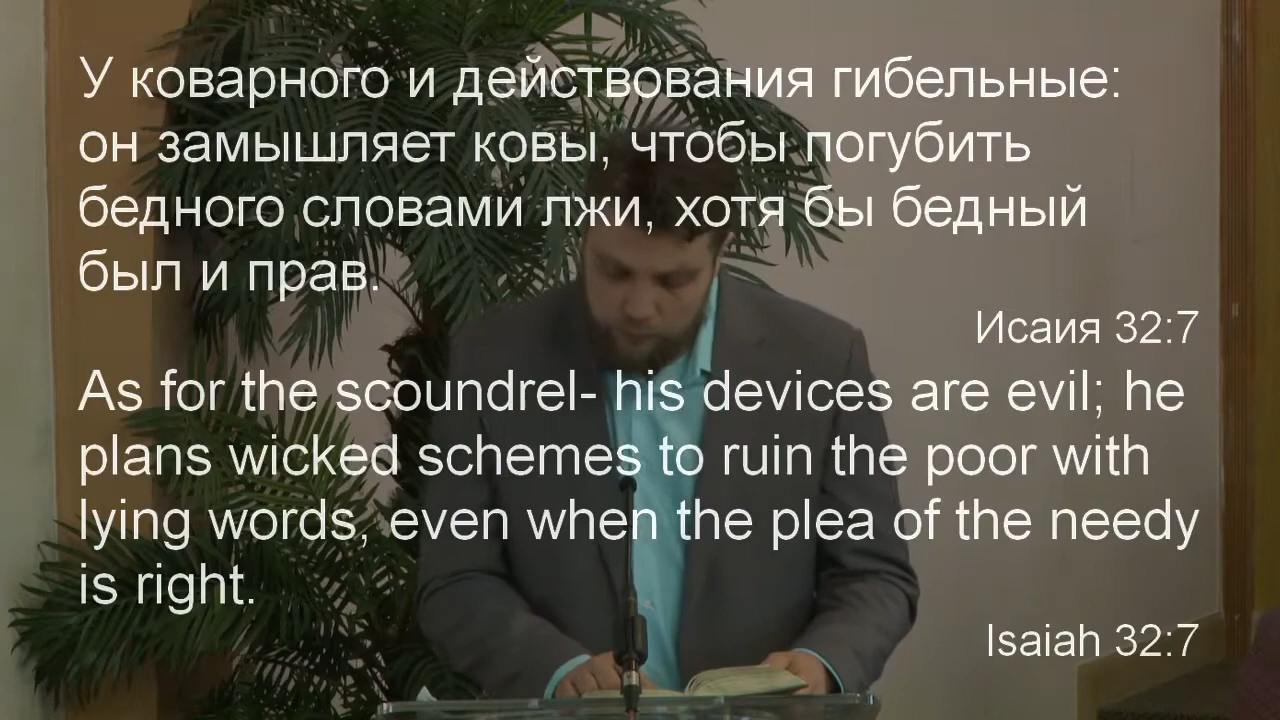 У коварного и действования гибельные:
он замышляет ковы, чтобы погубить
бедного словами лжи, хотя бы бедный
был и прав.
Исаия 32:7
As for the scoundrel- his devices are evil; he
plans wicked schemes to ruin the poor with
lying words, even when the plea of the needy
is right.
Isaiah 32:7